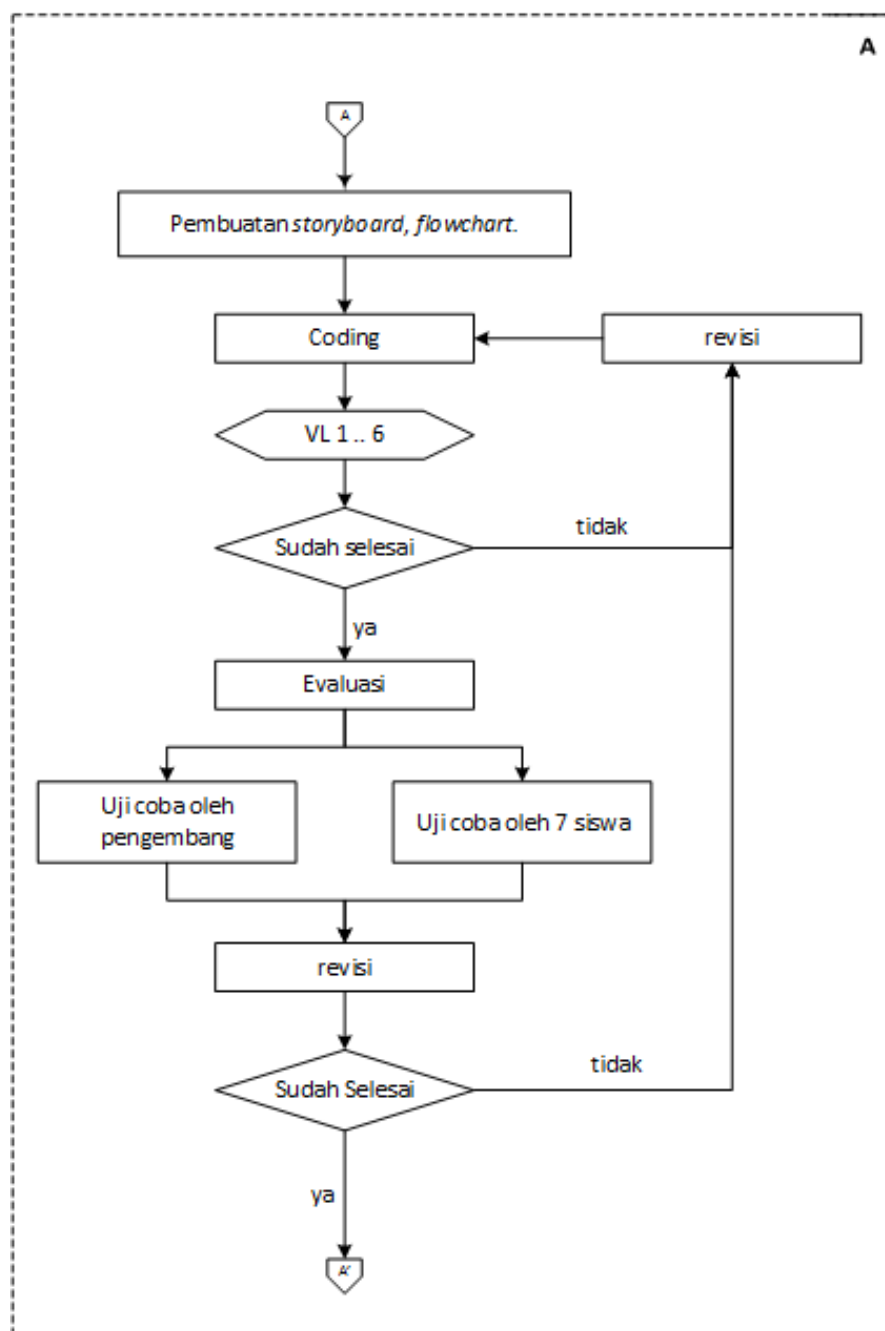 A
A
Pembuatan storyboard, flowchart.
Coding
revisi
VL 1 .. 6
Sudah selesai
tidak
ya
Evaluasi
Uji coba oleh
pengembang
Uji coba oleh 7 siswa
revisi
Sudah Selesai
tidak
ya
A'